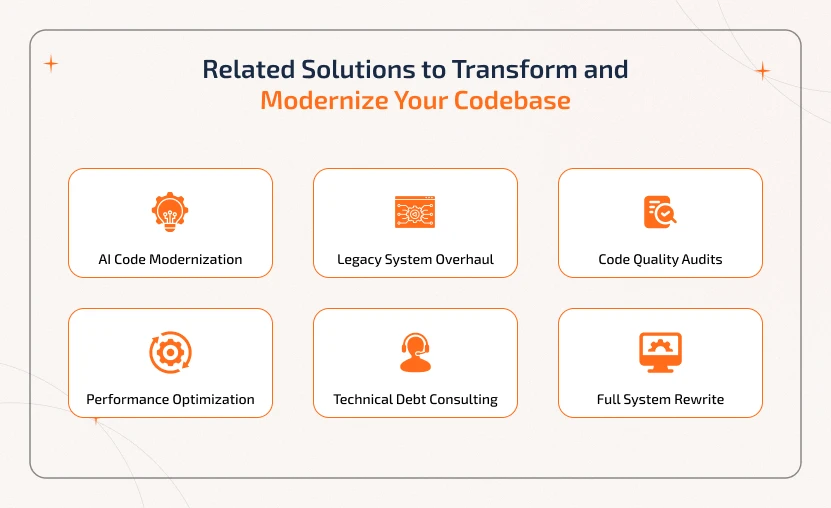 Related Solutions to Transform and
Modernize Your Codebase
AI Code Modernization
Legacy System Overhaul
Code Quality Audits
Performance Optimization
Technical Debt Consulting
Full System Rewrite